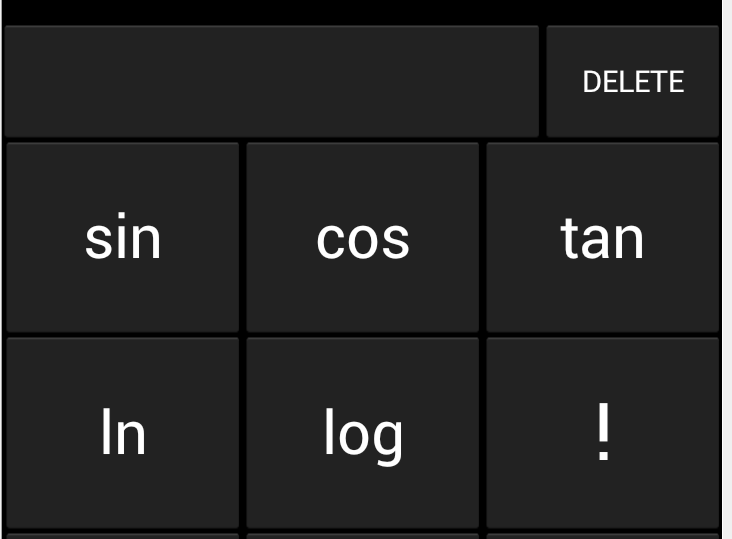 DELETE
sin cos tan
ln log !